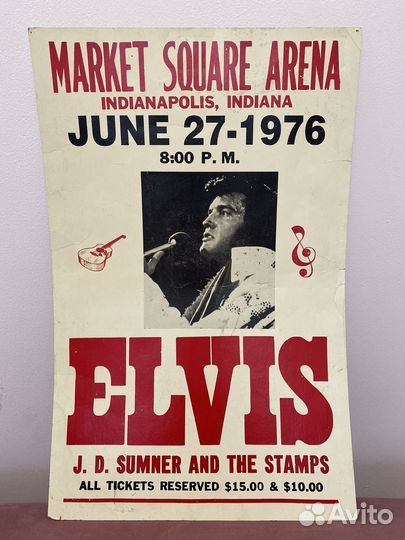 MARKET SQUARE ARENA
INDIANAPOLIS, INDIANA
JUNE 27-1976
8:00 P. M.
ELVIS
J. D. SUMNER AND THE STAMPS
ALL TICKETS RESERVED $15.00 & $10.00
Avito